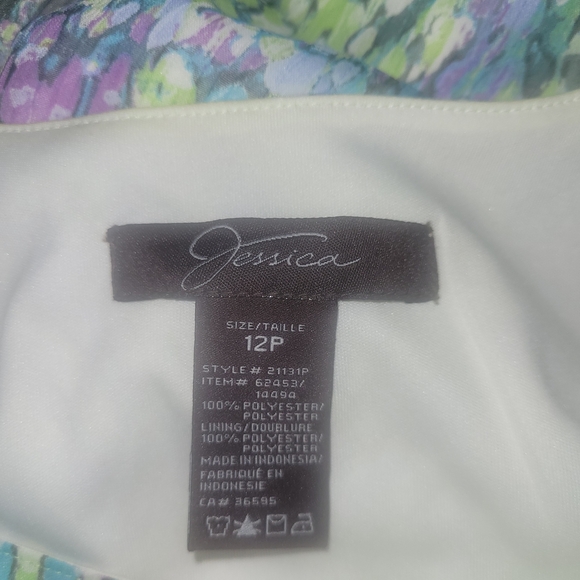 Jessica
SIZE/TAILLE
12P
STYLE# 21131P
ITEM# 62453/
14494
100% POLYESTER/
POLYESTER
LINING/DOUBLURE
100% POLYESTER/
POLYESTER
MADE IN INDONESIA/
FABRIQUÉ EN
INDONESIE
CA# 36595